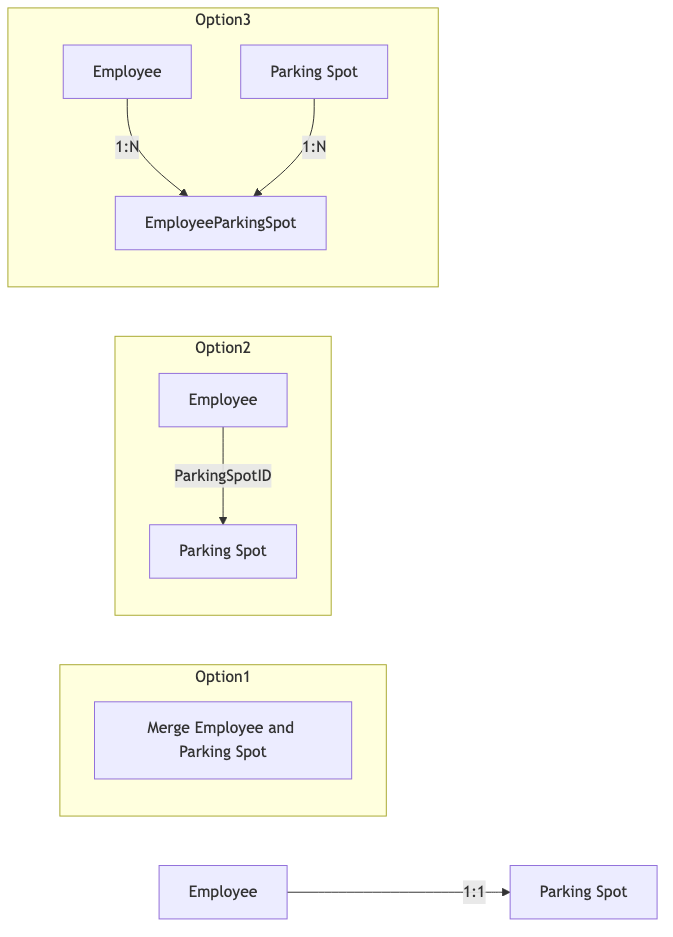 Option3
Employee
Parking Spot
1:N
1:N
EmployeeParkingSpot
Option2
Employee
ParkingSpotID
Parking Spot
Option1
Merge Employee and
Parking Spot
Employee
1:1
Parking Spot